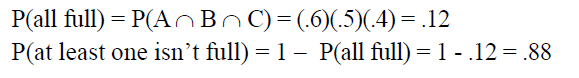 P(all full) = P(A ∩ B ∩ C) = (.6)(.5)(.4) = .12
P(at least one isn’t full) = 1 – P(all full) = 1 - .12 = .88